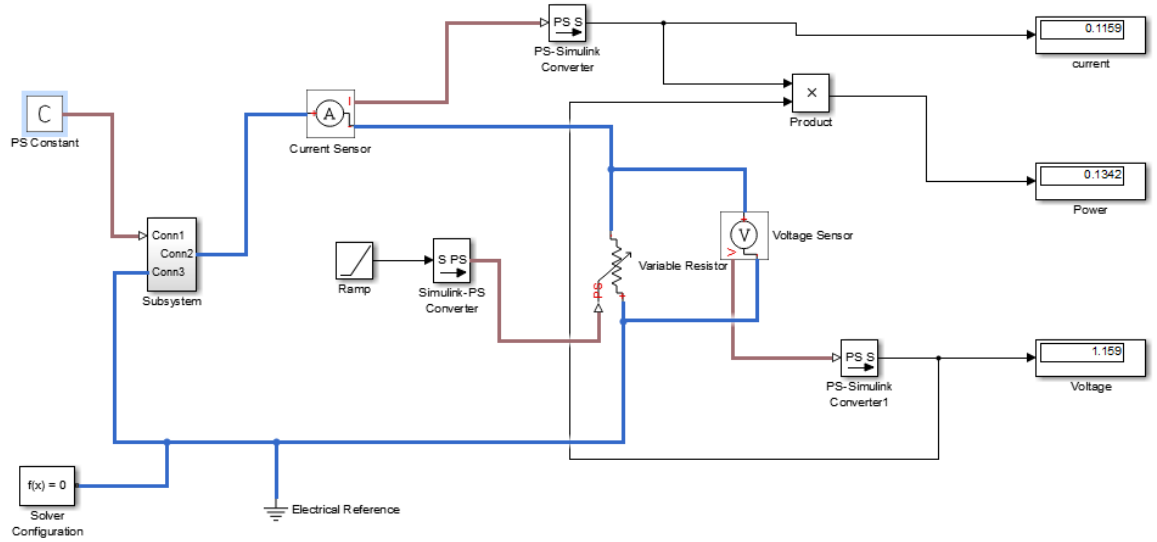 PS S
PS-Simulink
Converter
0.1159
current
C
PS Constant
I
A
Current Sensor
×
Product
0.1342
Power
Conn1
Conn2
Conn3
Subsystem
Ramp
S PS
Simulink-PS
Converter
PS
Variable Resistor
V
V
Voltage Sensor
PS S
PS-Simulink
Converter1
1.159
Voltage
f(x) = 0
Solver
Configuration
Electrical Reference